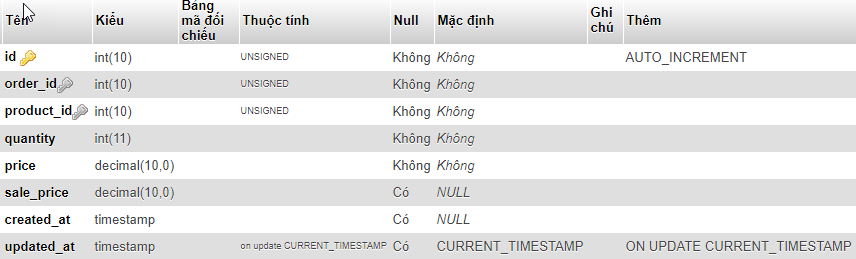 Tên Kiểu Bảng mã đối chiếu Thuộc tính Null Mặc định Ghi chú Thêm
id int(10) UNSIGNED Không Không AUTO_INCREMENT
order_id int(10) UNSIGNED Không Không
product_id int(10) UNSIGNED Không Không
quantity int(11) Không Không
price decimal(10,0) Không Không
sale_price decimal(10,0) Có NULL
created_at timestamp Có NULL
updated_at timestamp on update CURRENT_TIMESTAMP Có CURRENT_TIMESTAMP ON UPDATE CURRENT_TIMESTAMP